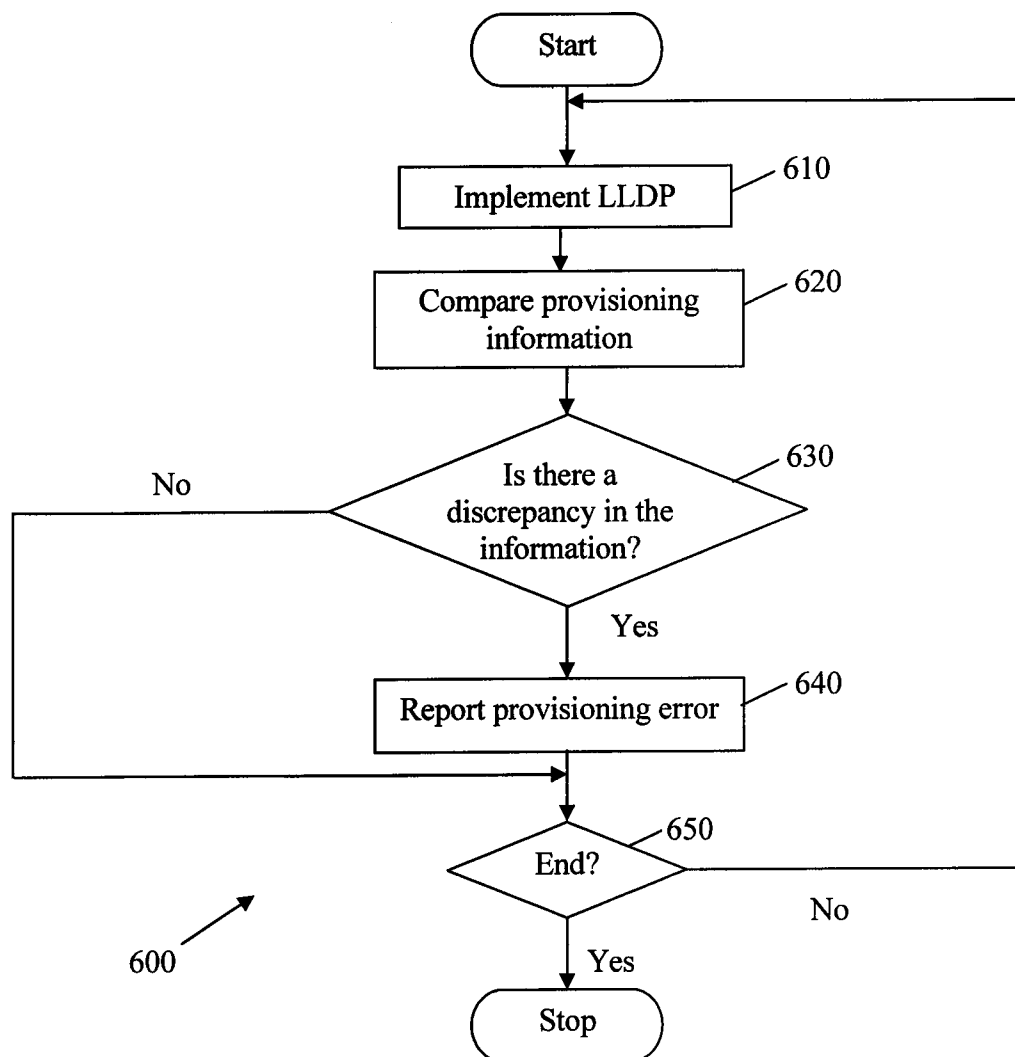 Start
610
Implement LLDP
620
Compare provisioning
information
630
No
Is there a
discrepancy in the
information?
Yes
640
Report provisioning error
650
End?
No
600
Yes
Stop